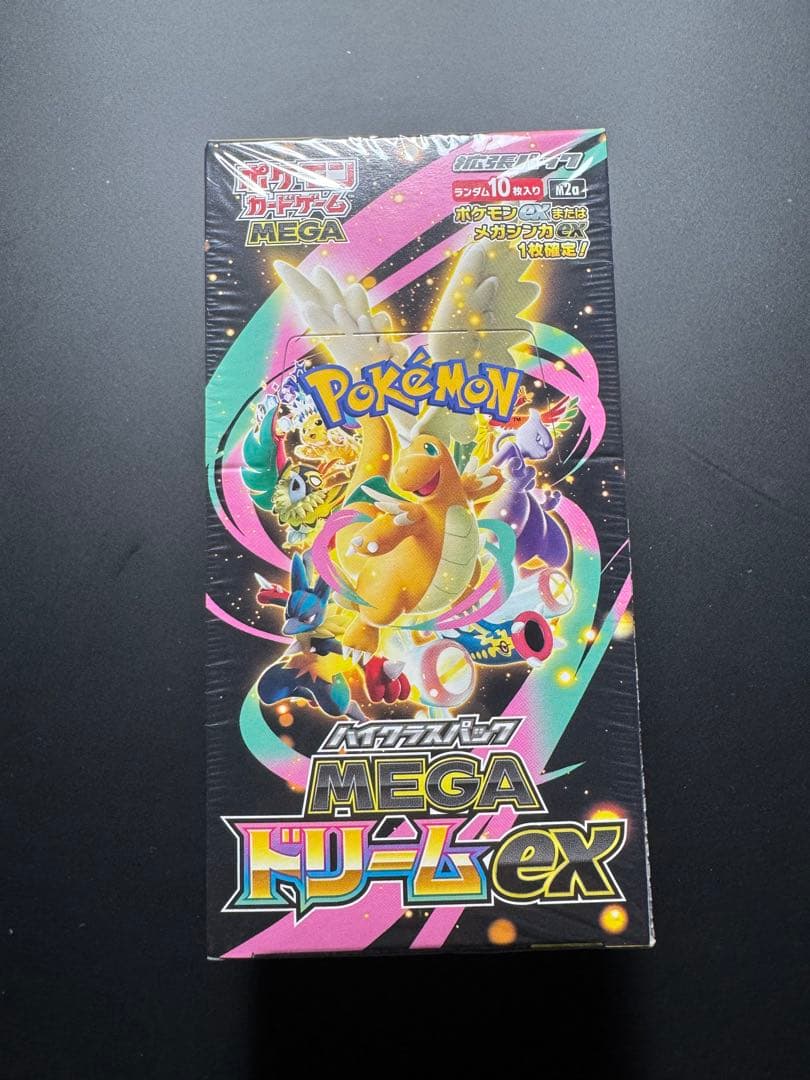 ポケモン
カードゲーム
MEGA
拡張パック
ランダム10枚入り
M2a
ポケモンexまたは
メガシンカex
1枚確定!
POKÉMON
TM
ハイクラスパック
MEGA
ドリームex